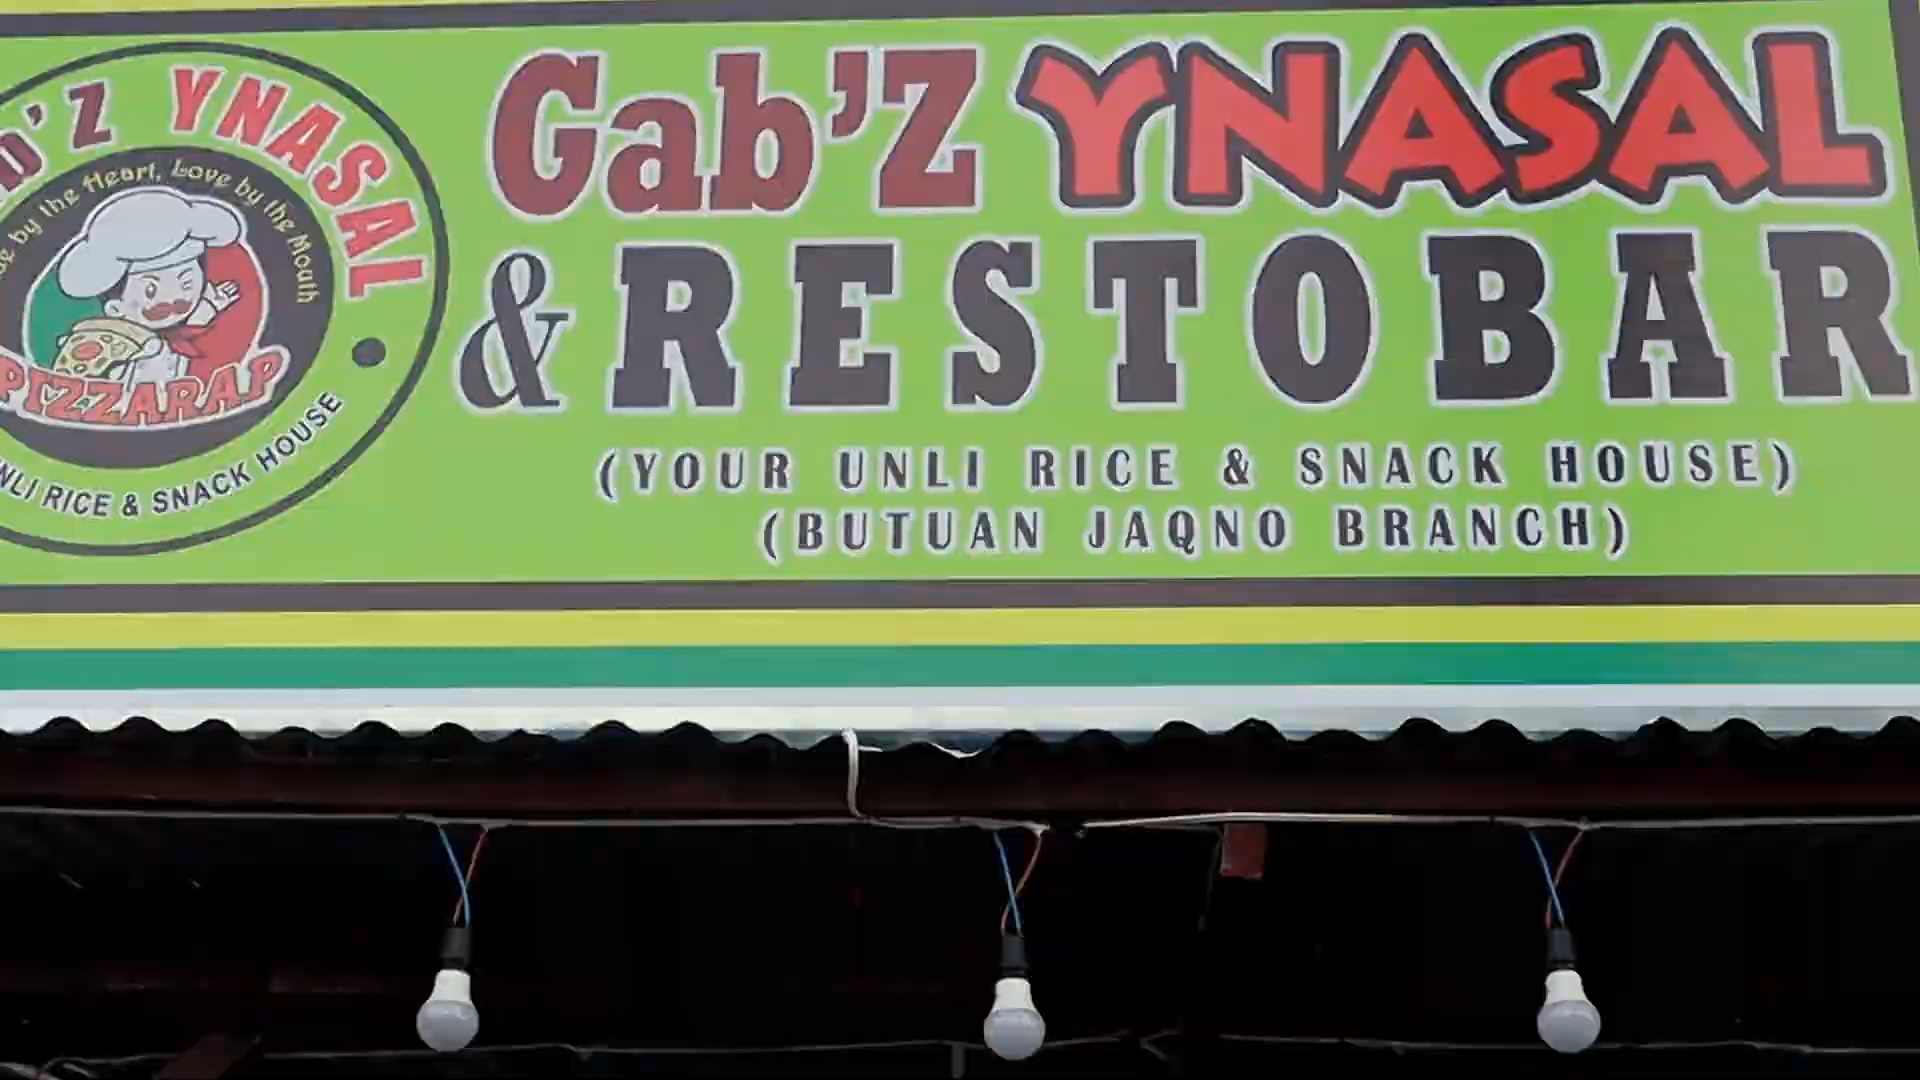 Gab'Z YNASAL
& RESTOBAR
(YOUR UNLI RICE & SNACK HOUSE)
(BUTUAN JAQNO BRANCH)
'Z YNASAL
by the Heart, Love by the Mouth
PIZZARAP
RICE & SNACK HOUSE